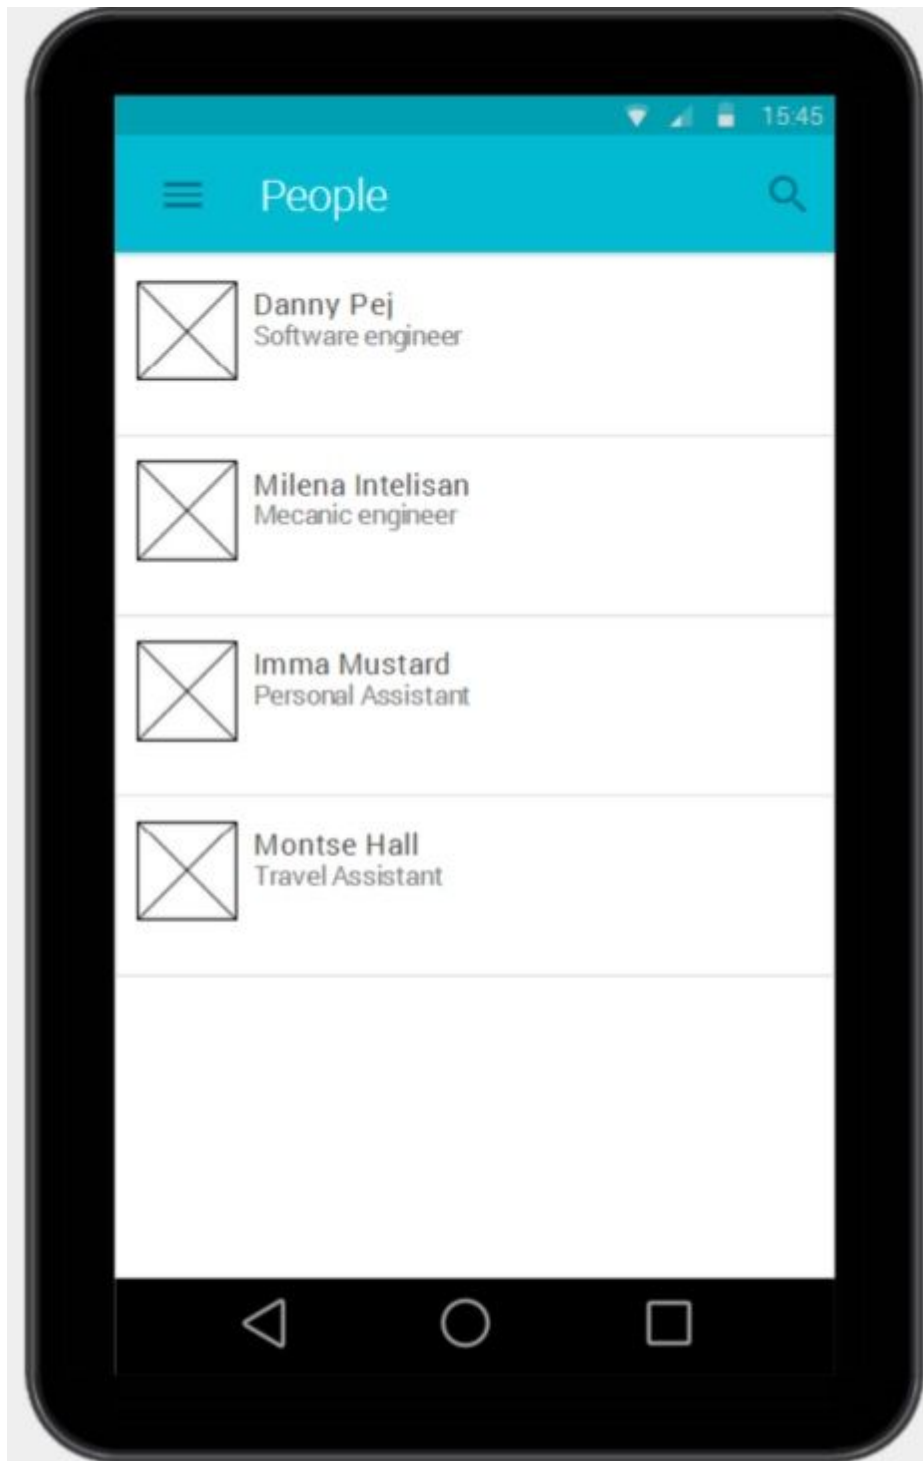 15:45
People
Danny Pej
Software engineer
Milena Intelisan
Mecanic engineer
Imma Mustard
Personal Assistant
Montse Hall
Travel Assistant